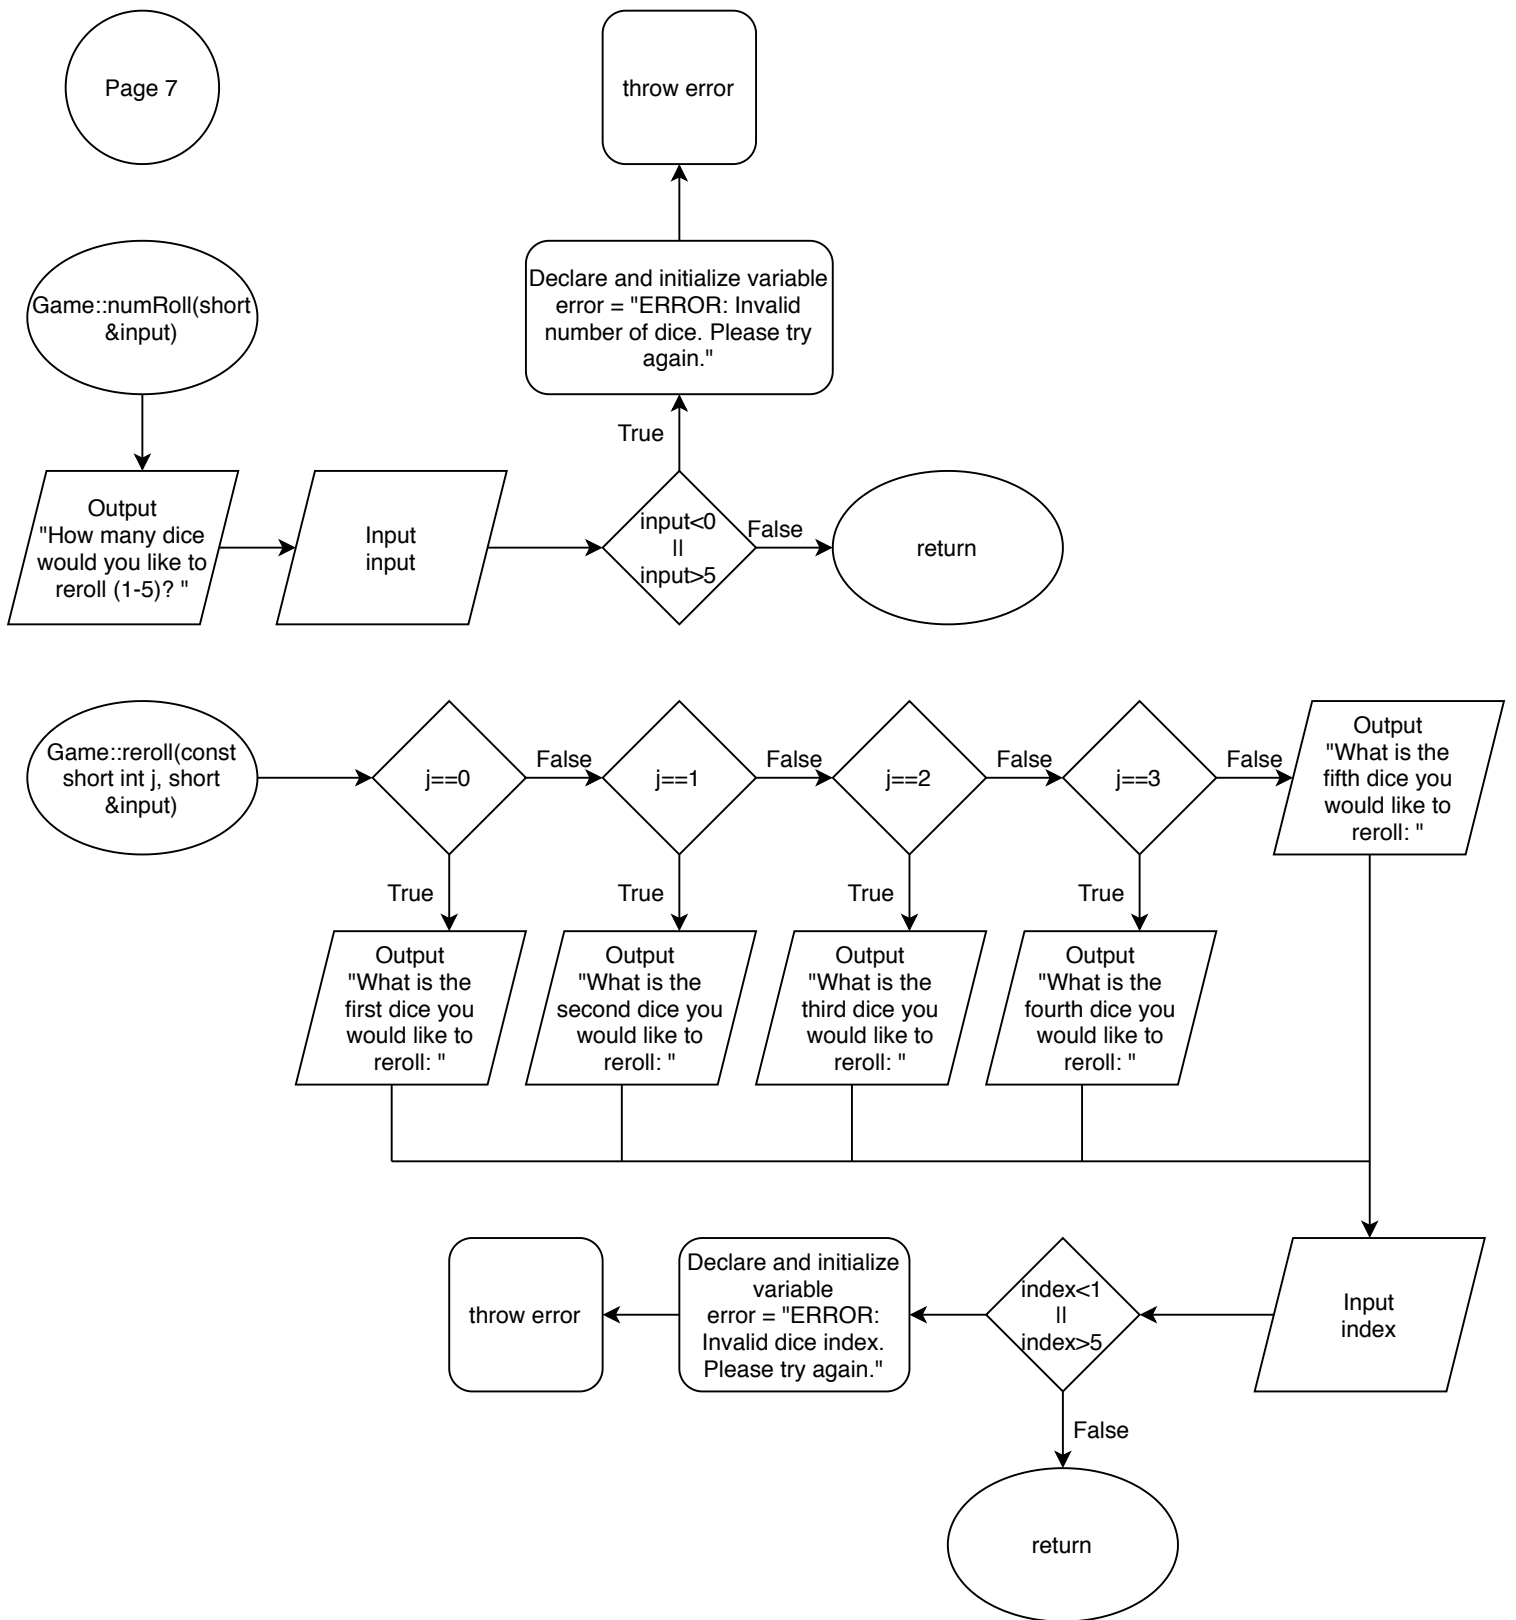 Page 7
throw error
Declare and initialize variable
error = "ERROR: Invalid
number of dice. Please try
again."
Game::numRoll(short
&input)
True
Output
"How many dice
would you like to
reroll (1-5)? "
Input
input
input<0
||
input>5
False
return
Game::reroll(const
short int j, short
&input)
j==0
False
j==1
False
j==2
False
j==3
False
Output
"What is the
fifth dice you
would like to
reroll: "
True
True
True
True
Output
"What is the
first dice you
would like to
reroll: "
Output
"What is the
second dice you
would like to
reroll: "
Output
"What is the
third dice you
would like to
reroll: "
Output
"What is the
fourth dice you
would like to
reroll: "
throw error
Declare and initialize
variable
error = "ERROR:
Invalid dice index.
Please try again."
index<1
||
index>5
Input
index
False
return